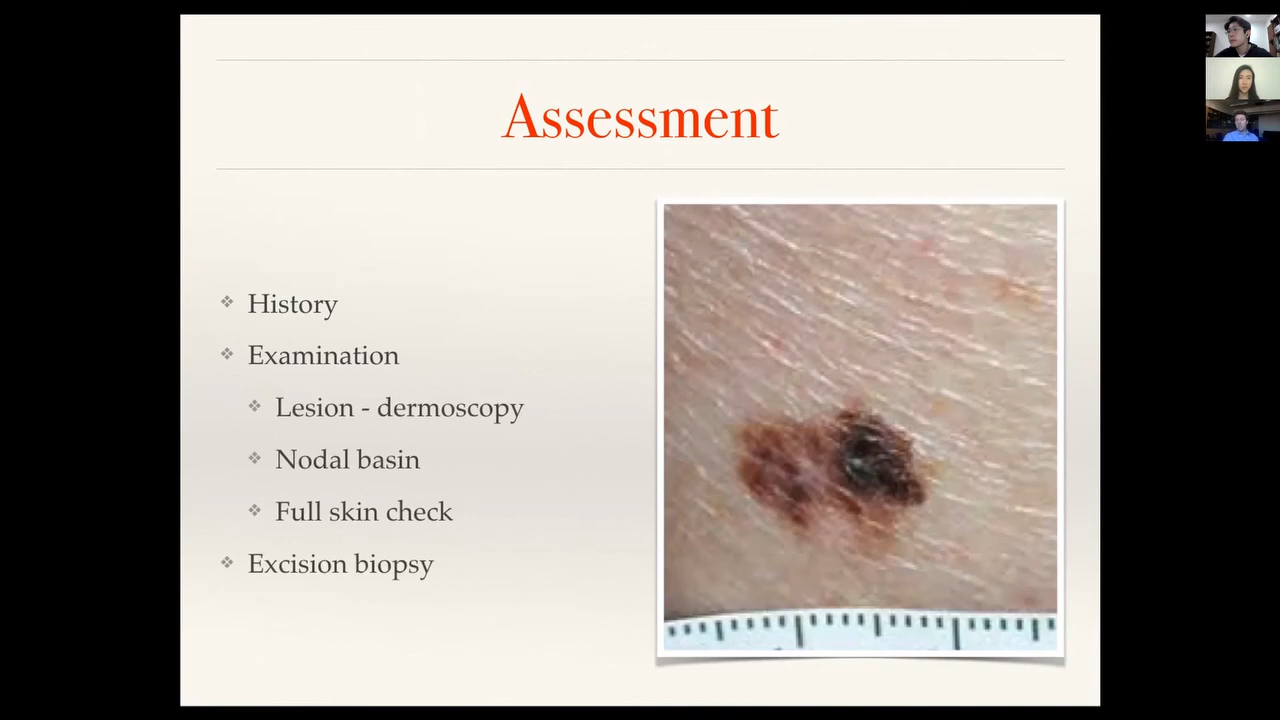 Assessment
❖ History
❖ Examination
❖ Lesion - dermoscopy
❖ Nodal basin
❖ Full skin check
❖ Excision biopsy